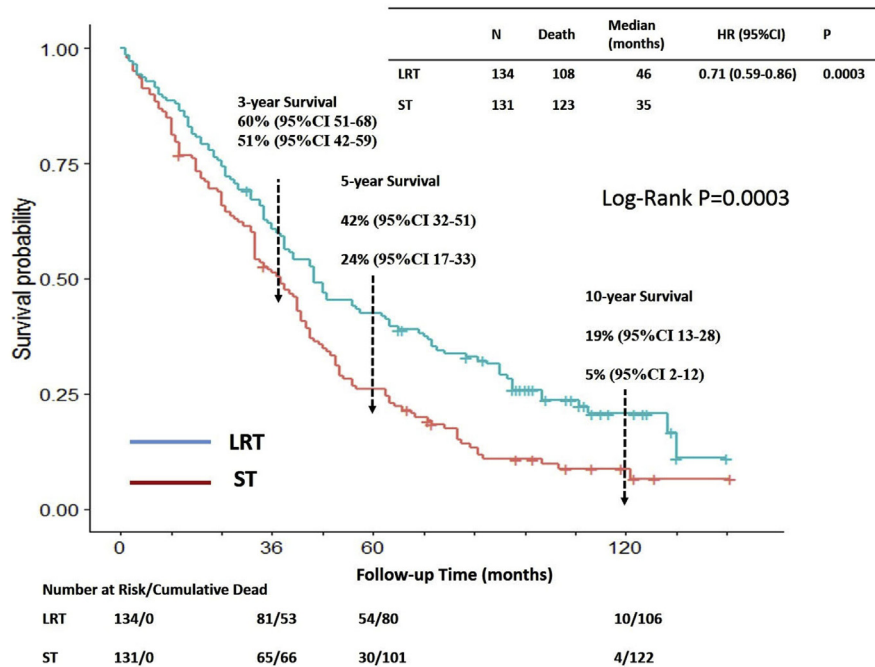 N Death Median (months) HR (95%CI) P
LRT 134 108 46 0.71 (0.59-0.86) 0.0003
ST 131 123 35
1.00
0.75
0.50
0.25
0.00
Survival probability
3-year Survival
60% (95%CI 51-68)
51% (95%CI 42-59)
5-year Survival
42% (95%CI 32-51)
24% (95%CI 17-33)
Log-Rank P=0.0003
10-year Survival
19% (95%CI 13-28)
5% (95%CI 2-12)
LRT
ST
0 36 60 120
Follow-up Time (months)
Number at Risk/Cumulative Dead
LRT 134/0 81/53 54/80 10/106
ST 131/0 65/66 30/101 4/122